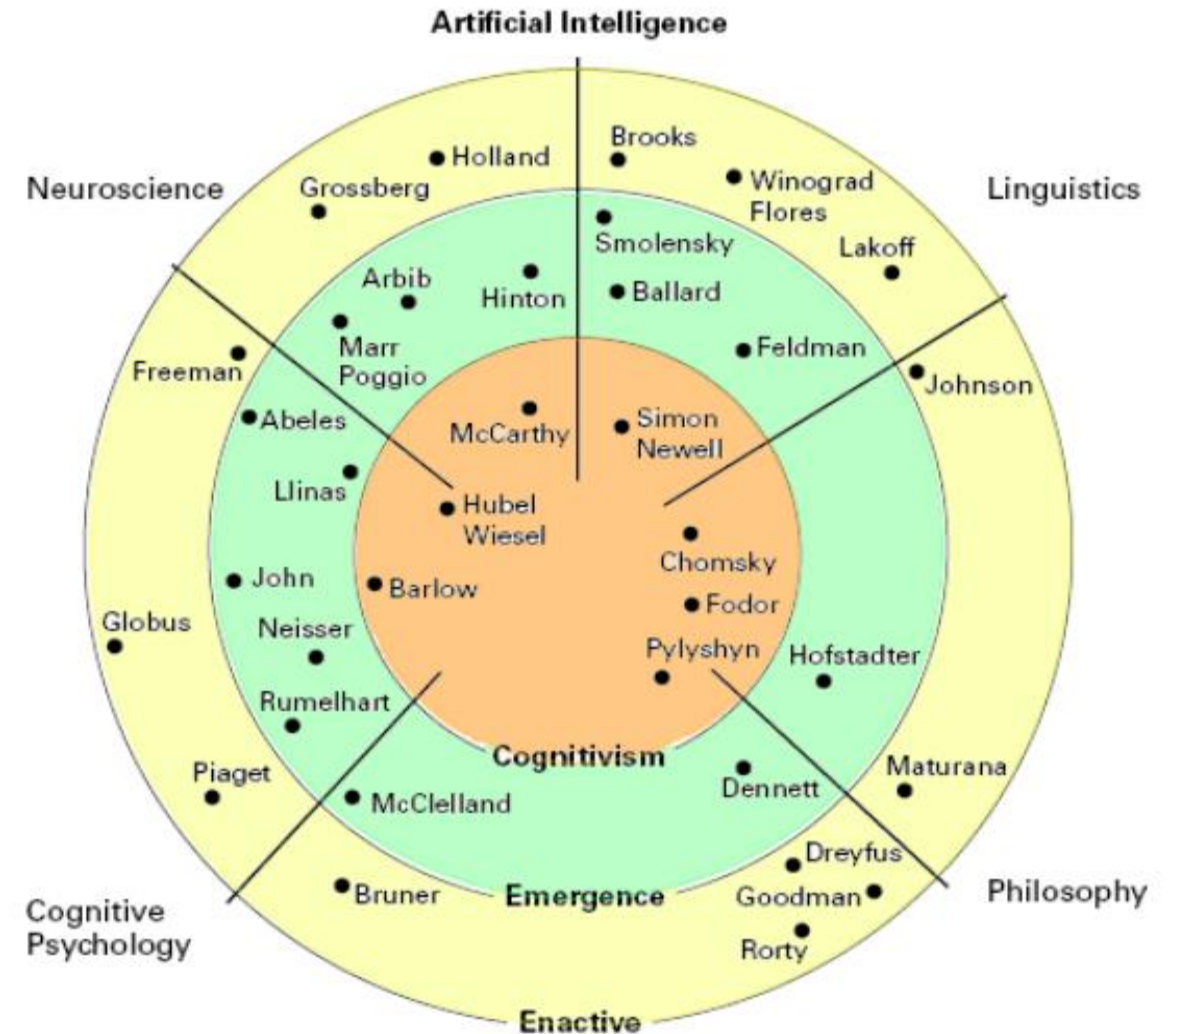 Artificial Intelligence
Brooks
Holland
Neuroscience
Grossberg
Winograd
Flores
Linguistics
Smolensky
Lakoff
Arbib
Hinton
Ballard
Marr
Poggio
Feldman
Freeman
Johnson
Abeles
McCarthy
Simon
Newell
Llinas
Hubel
Wiesel
Chomsky
John
Barlow
Fodor
Globus
Neisser
Pylyshyn
Hofstadter
Rumelhart
Cognitivism
Piaget
Maturana
Dennett
McClelland
Dreyfus
Bruner
Emergence
Goodman
Philosophy
Cognitive
Psychology
Rorty
Enactive